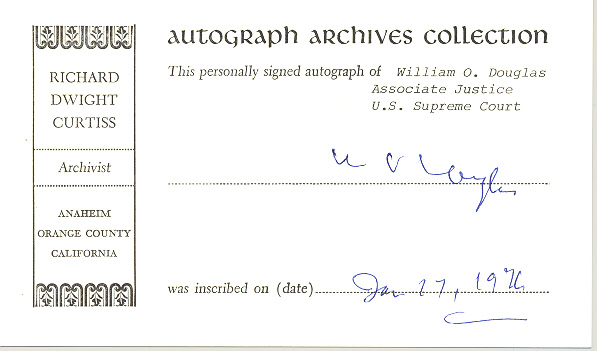 AUTOGRAPH ARCHIVES COLLECTION
RICHARD
DWIGHT
CURTISS
Archivist
ANAHEIM
ORANGE COUNTY
CALIFORNIA
This personally signed autograph of William O. Douglas
Associate Justice
U.S. Supreme Court
W O Douglas
was inscribed on (date) Jan 17, 1976